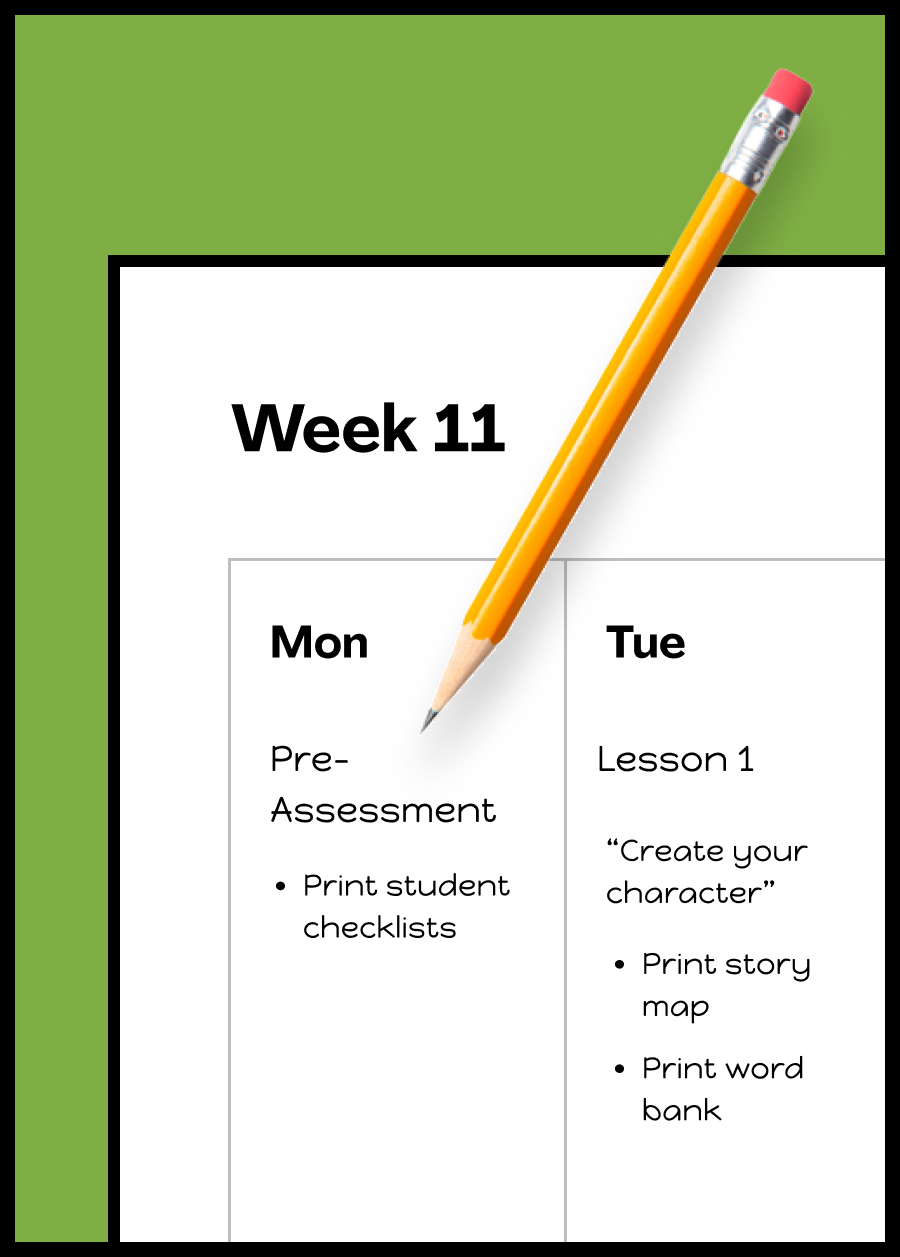 Week 11
Mon
Pre-
Assessment
• Print student
checklists
Tue
Lesson 1
“Create your
character”
• Print story
map
• Print word
bank